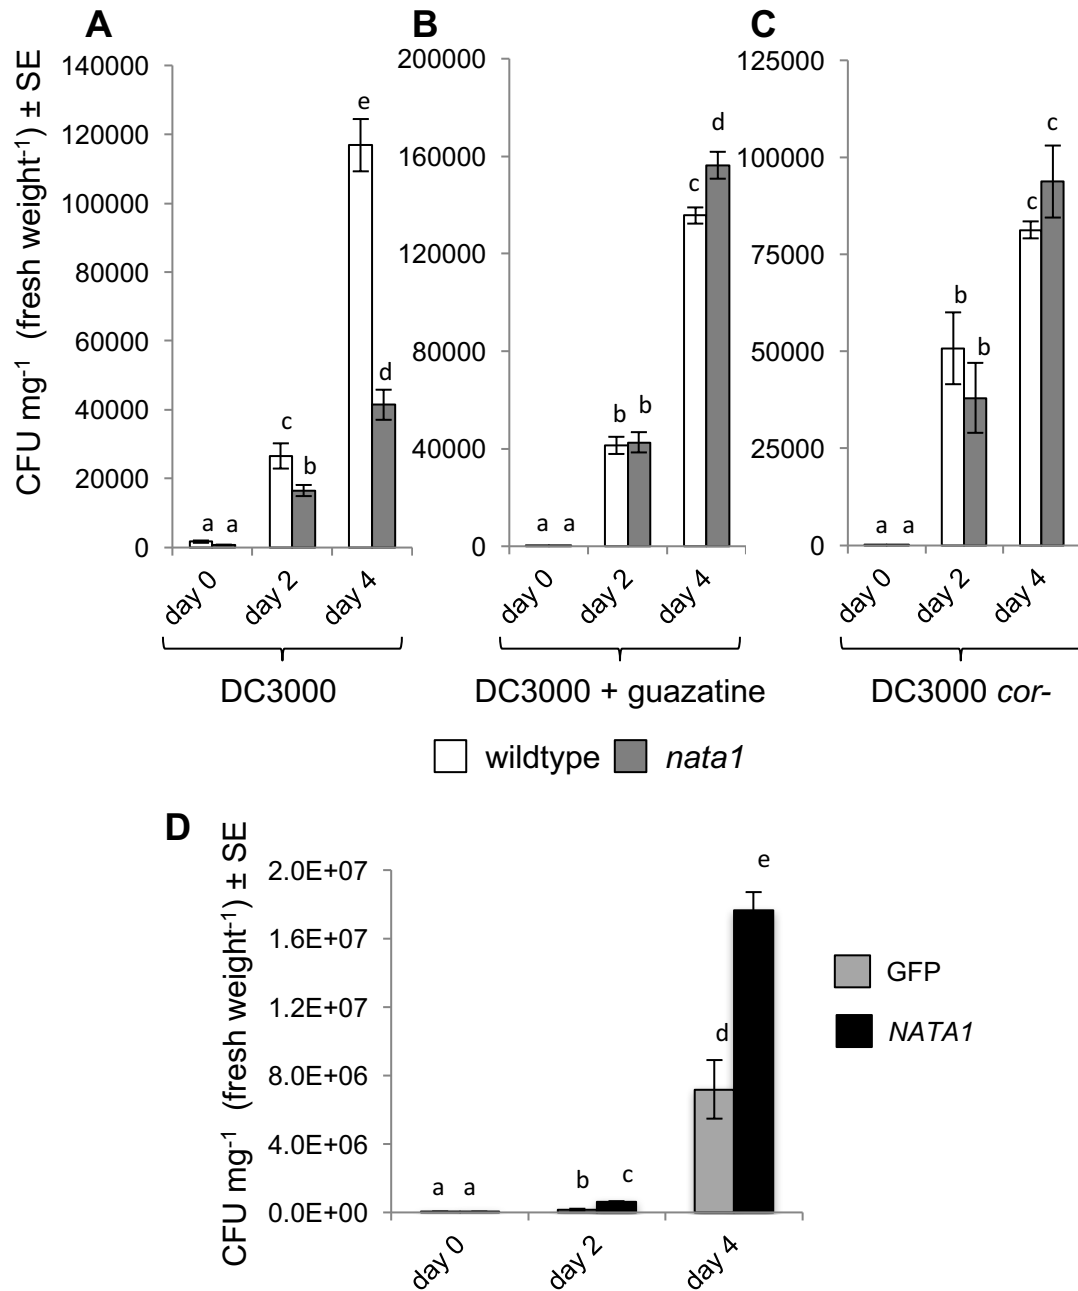 A
CFU mg-1 (fresh weight-1) ± SE
140000
120000
100000
80000
60000
40000
20000
0
a a
c
b
e
d
day 0
day 2
day 4
DC3000
B
200000
160000
120000
80000
40000
0
a a
b b
c
d
day 0
day 2
day 4
DC3000 + guazatine
C
125000
100000
75000
50000
25000
0
a a
b
b
c
c
day 0
day 2
day 4
DC3000 cor-
wildtype nata1
D
CFU mg-1 (fresh weight-1) ± SE
2.0E+07
1.6E+07
1.2E+07
8.0E+06
4.0E+06
0.0E+00
a a
b c
d
e
day 0
day 2
day 4
GFP
NATA1